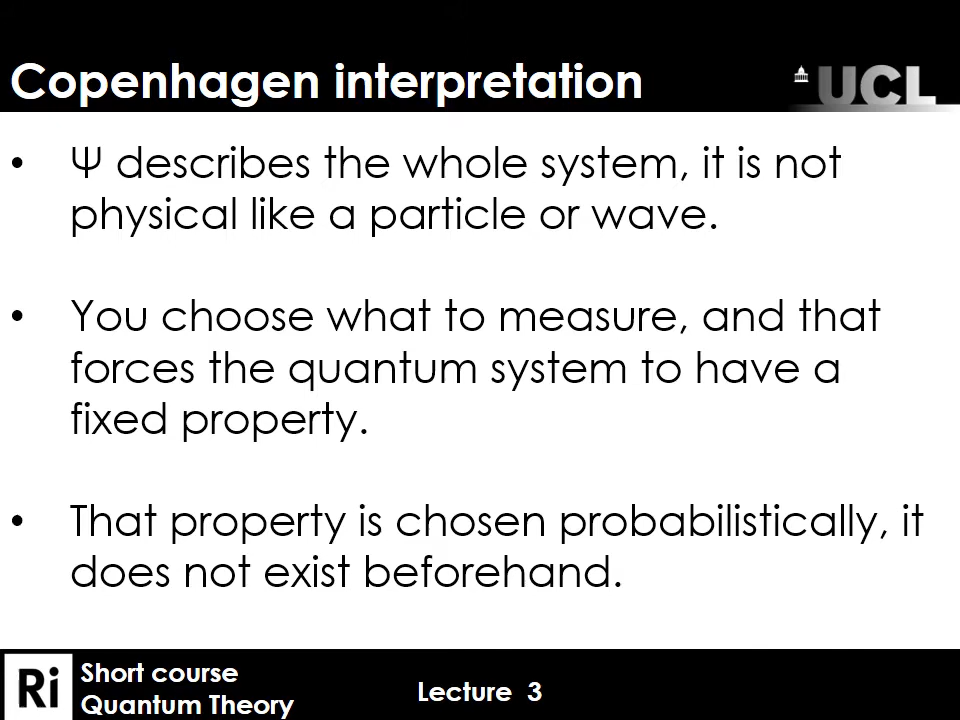 Copenhagen interpretation
UCL
• Ψ describes the whole system, it is not
physical like a particle or wave.
• You choose what to measure, and that
forces the quantum system to have a
fixed property.
• That property is chosen probabilistically, it
does not exist beforehand.
Ri
Short course
Quantum Theory
Lecture 3